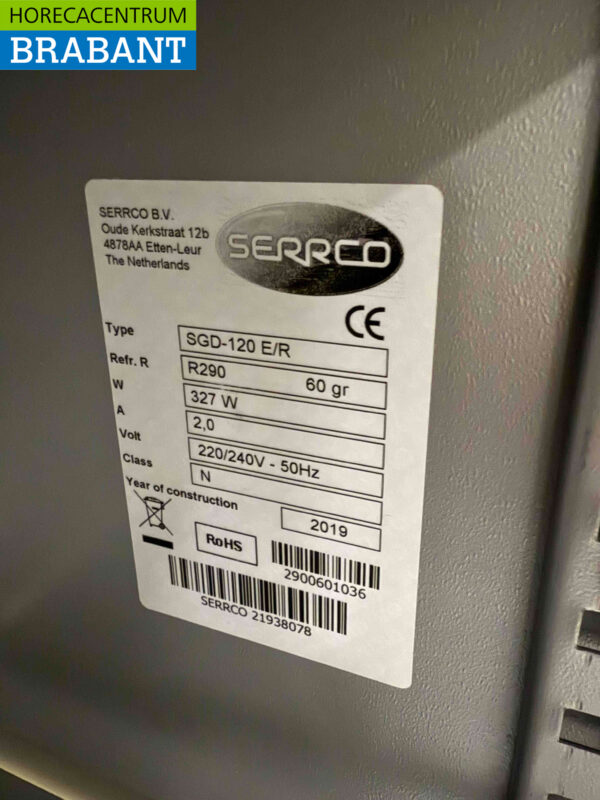 HORECACENTRUM
BRABANT
SERRCO B.V.
Oude Kerkstraat 12b
4878AA Etten-Leur
The Netherlands
SERRCO
CE
Type SGD-120 E/R
Refr. R R290 60 gr
W 327 W
A 2,0
Volt 220/240V - 50Hz
Class N
Year of construction 2019
RoHS
2900601036
SERRCO 21938078